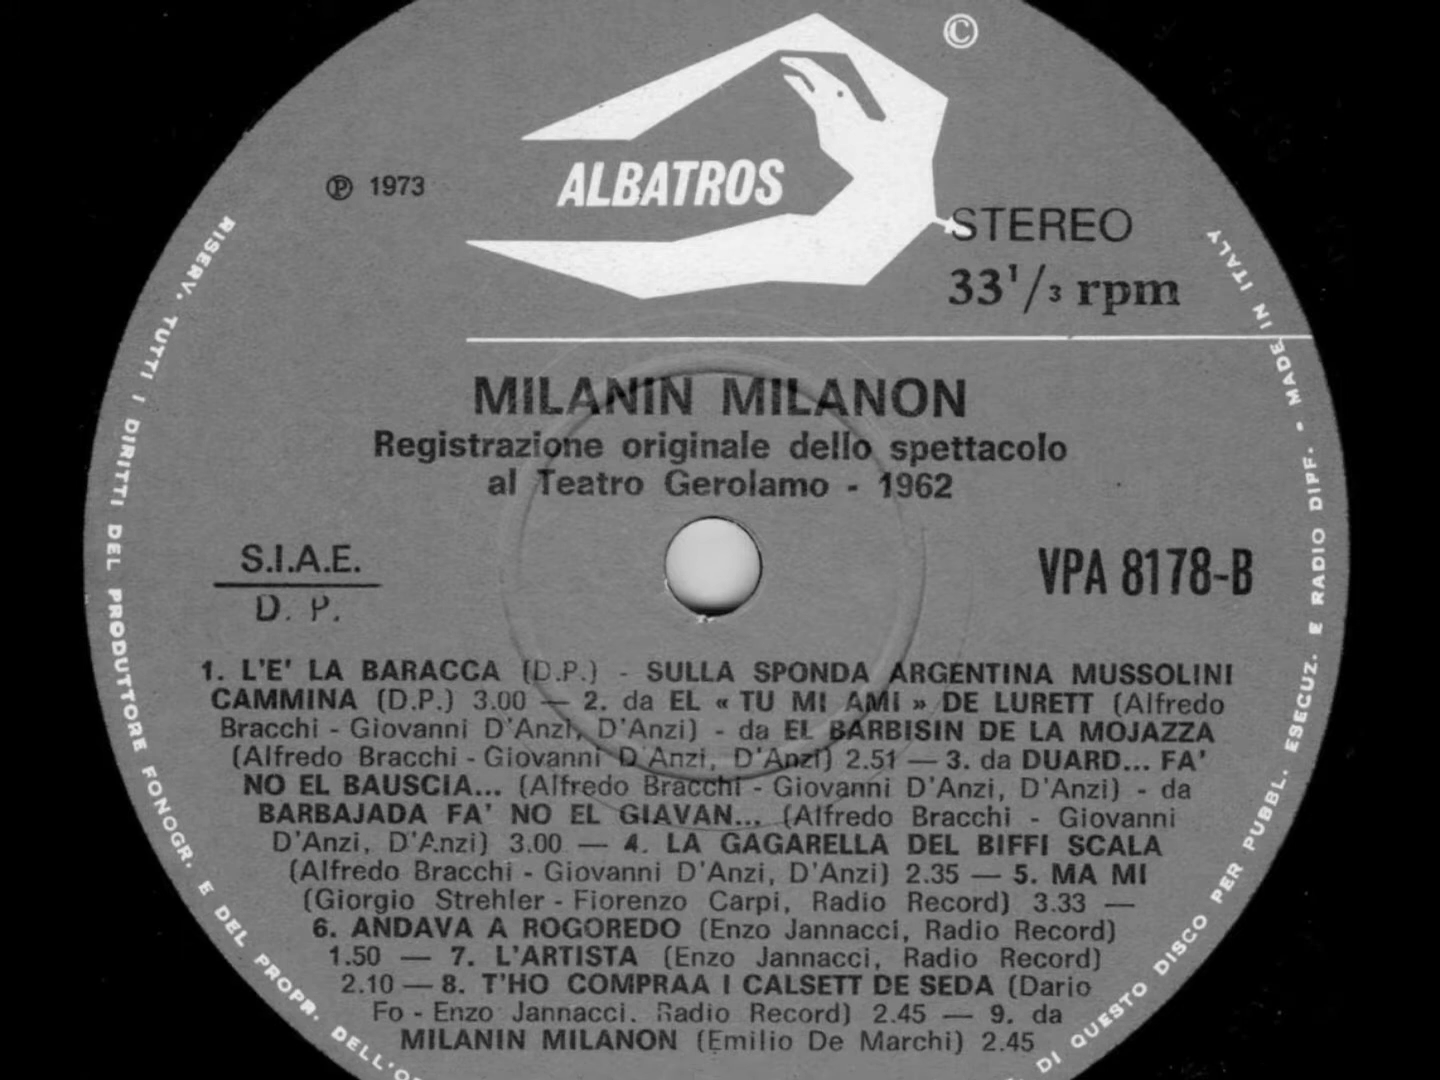 ©
ALBATROS
℗ 1973
STEREO
33 1/3 rpm
MILANIN MILANON
Registrazione originale dello spettacolo
al Teatro Gerolamo - 1962
S.I.A.E.
D. P.
VPA 8178-B
1. L'E' LA BARACCA (D.P.) - SULLA SPONDA ARGENTINA MUSSOLINI
CAMMINA (D.P.) 3.00 — 2. da EL « TU MI AMI » DE LURETT (Alfredo
Bracchi - Giovanni D'Anzi, D'Anzi) - da EL BARBISIN DE LA MOJAZZA
(Alfredo Bracchi - Giovanni D'Anzi, D'Anzi) 2.51 — 3. da DUARD... FA'
NO EL BAUSCIA... (Alfredo Bracchi - Giovanni D'Anzi, D'Anzi) - da
BARBAJADA FA' NO EL GIAVAN... (Alfredo Bracchi - Giovanni
D'Anzi, D'Anzi) 3.00 — 4. LA GAGARELLA DEL BIFFI SCALA
(Alfredo Bracchi - Giovanni D'Anzi, D'Anzi) 2.35 — 5. MA MI
(Giorgio Strehler - Fiorenzo Carpi, Radio Record) 3.33 —
6. ANDAVA A ROGOREDO (Enzo Jannacci, Radio Record)
1.50 — 7. L'ARTISTA (Enzo Jannacci, Radio Record)
2.10 — 8. T'HO COMPRAA I CALSETT DE SEDA (Dario
Fo - Enzo Jannacci. Radio Record) 2.45 — 9. da
MILANIN MILANON (Emilio De Marchi) 2.45
RISERV. TUTTI I DIRITTI DEL PRODUTTORE FONOGR. E DEL PROPR. DELL'O
DI QUESTO DISCO PER PUBBL. ESECUZ. E RADIO DIFF. - MADE IN ITALY